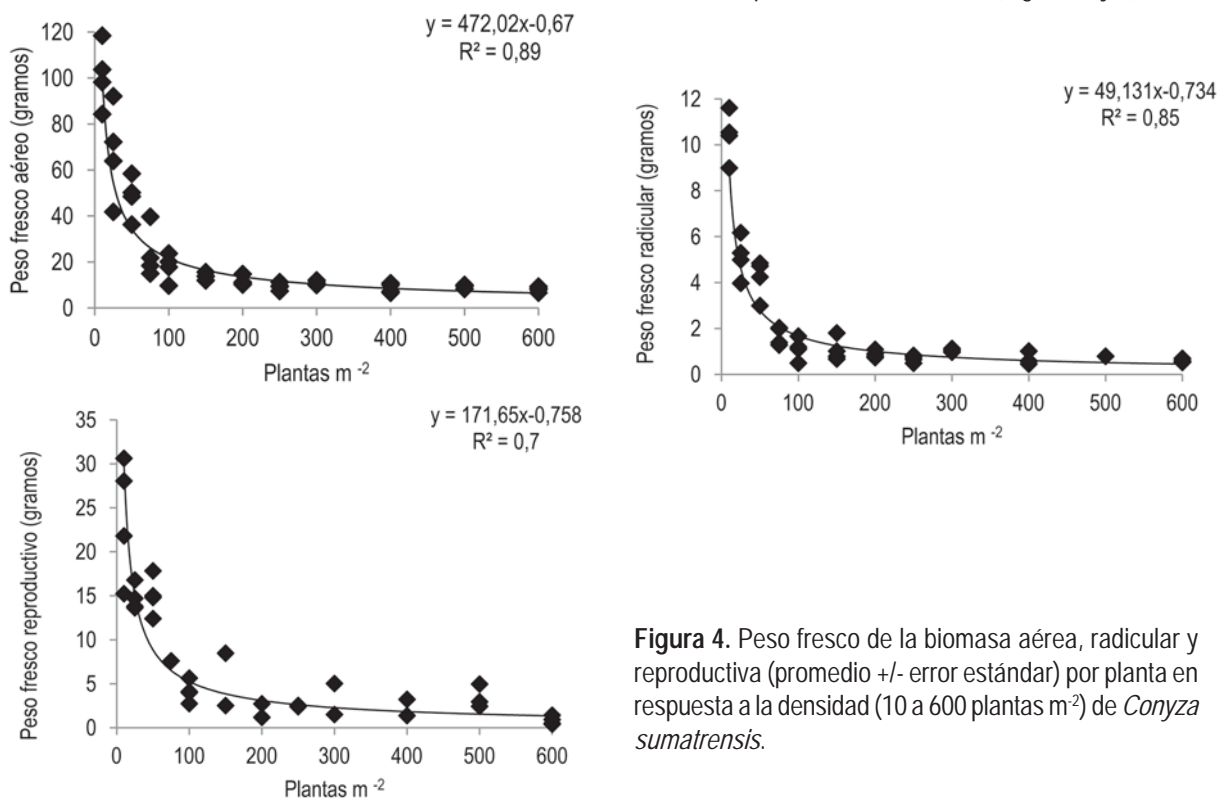 y = 472,02x-0,67
R² = 0,89
Peso fresco aéreo (gramos)
120
100
80
60
40
20
0
0 100 200 300 400 500 600
Plantas m -2
y = 49,131x-0,734
R² = 0,85
Peso fresco radicular (gramos)
12
10
8
6
4
2
0
0 100 200 300 400 500 600
Plantas m -2
y = 171,65x-0,758
R² = 0,7
Peso fresco reproductivo (gramos)
35
30
25
20
15
10
5
0
0 100 200 300 400 500 600
Plantas m -2
Figura 4. Peso fresco de la biomasa aérea, radicular y
reproductiva (promedio +/- error estándar) por planta en
respuesta a la densidad (10 a 600 plantas m-2) de Conyza
sumatrensis.